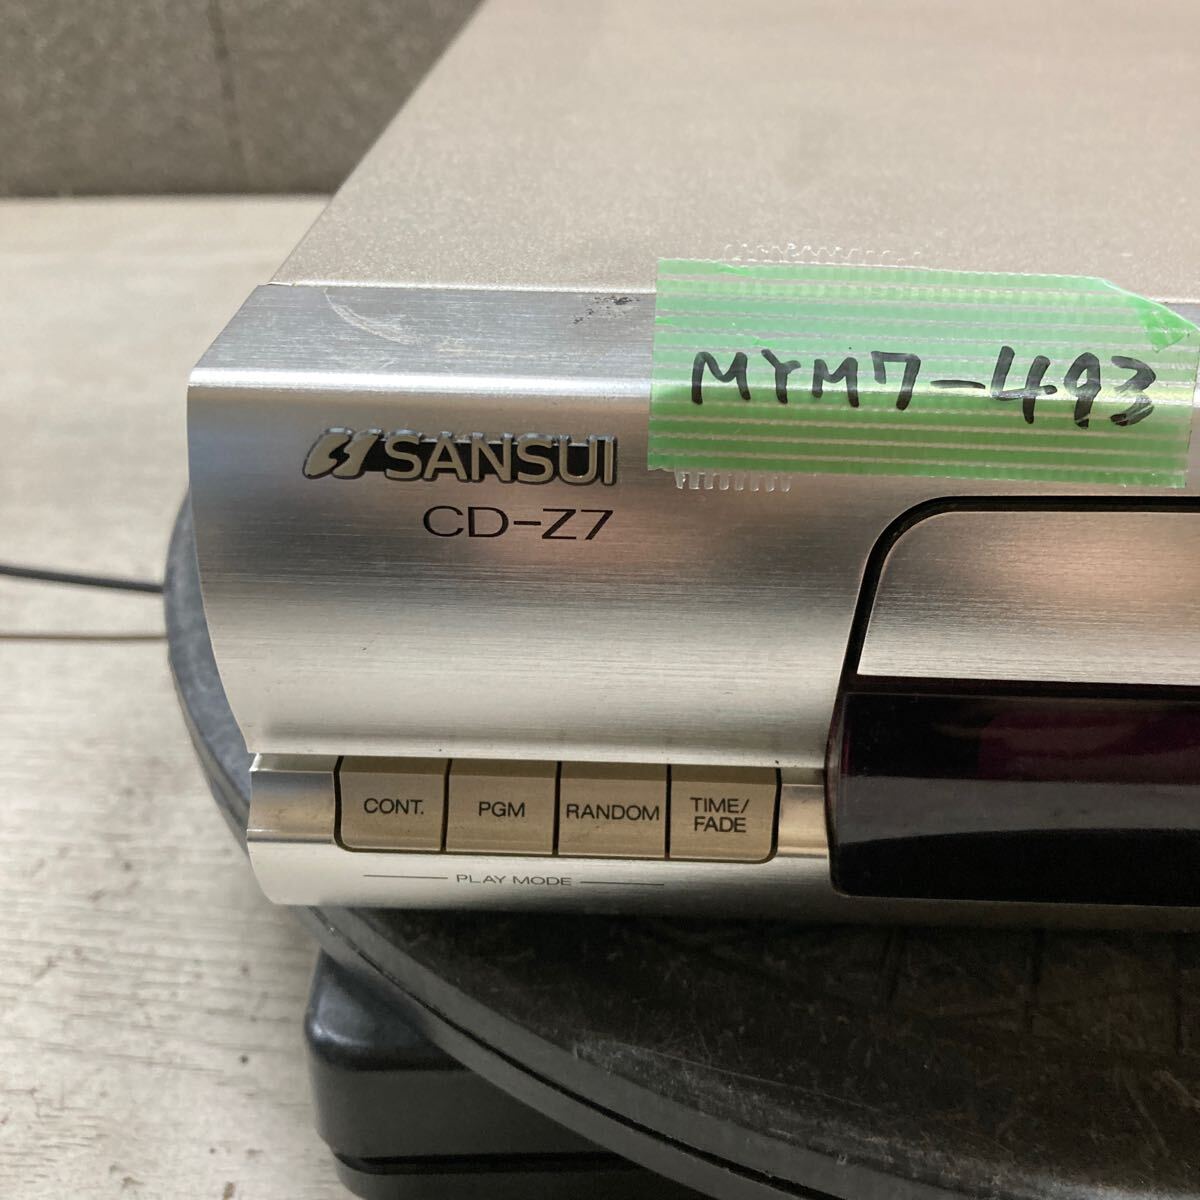 MYM7-493
SANSUI
CD-Z7
CONT.
PGM
RANDOM
TIME/
FADE
PLAY MODE